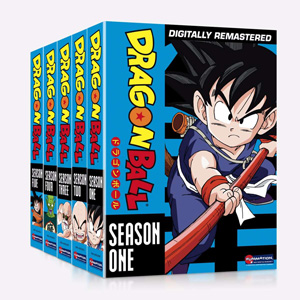 DIGITALLY REMASTERED
DRAGON BALL
ドラゴンボール
SEASON
ONE
FUNIMATION
DRAGON BALL
SEASON FIVE
DRAGON BALL
SEASON FOUR
DRAGON BALL
SEASON THREE
DRAGON BALL
SEASON TWO
DRAGON BALL
SEASON ONE